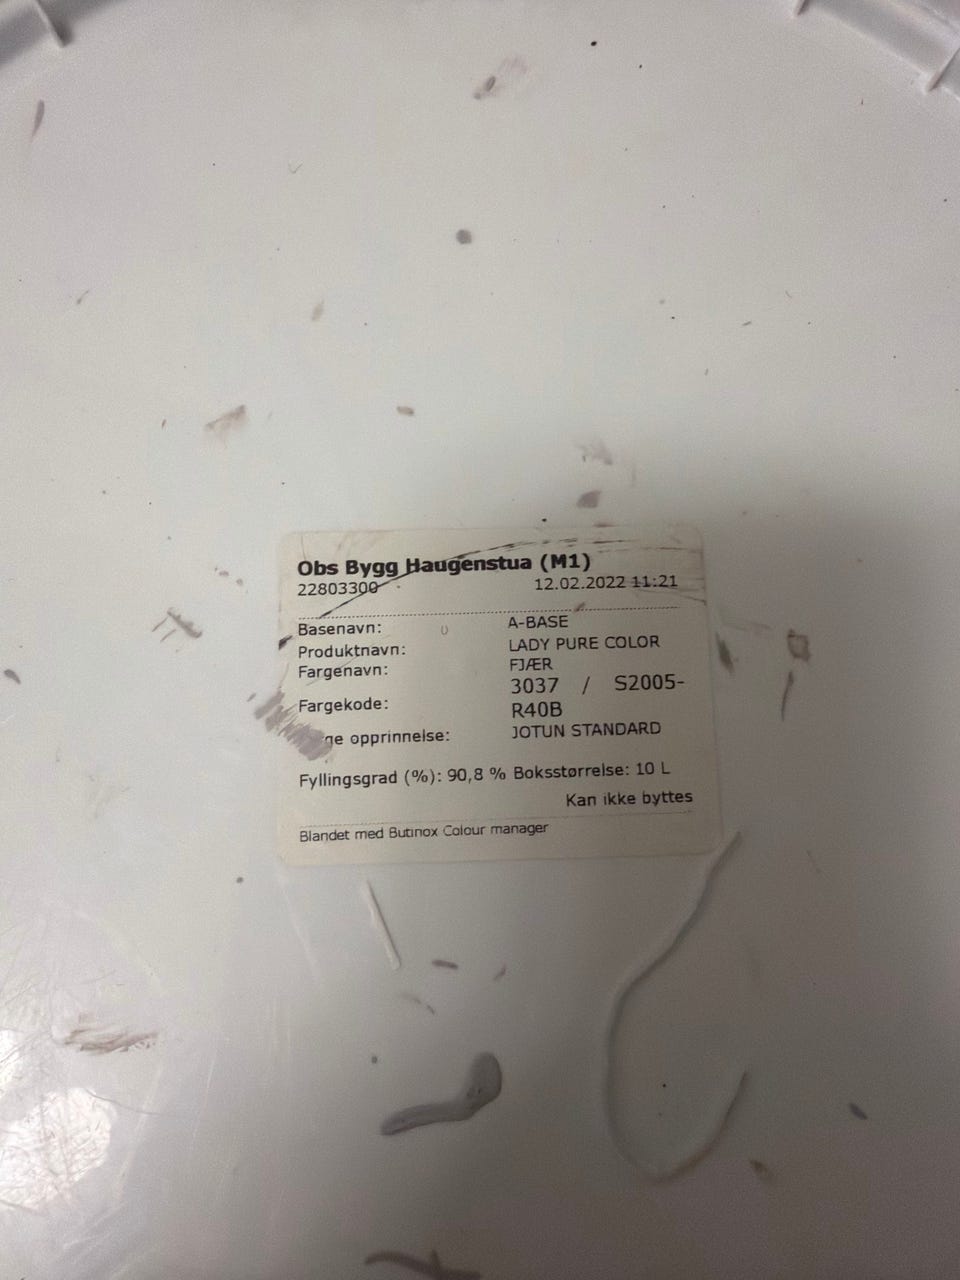 Obs Bygg Haugenstua (M1)
22803300 12.02.2022 11:21
Basenavn: A-BASE
Produktnavn: LADY PURE COLOR
Fargenavn: FJÆR
Fargekode: 3037 / S2005-
R40B
opprinnelse: JOTUN STANDARD
Fyllingsgrad (%): 90,8 % Boksstørrelse: 10 L
Kan ikke byttes
Blandet med Butinox Colour manager